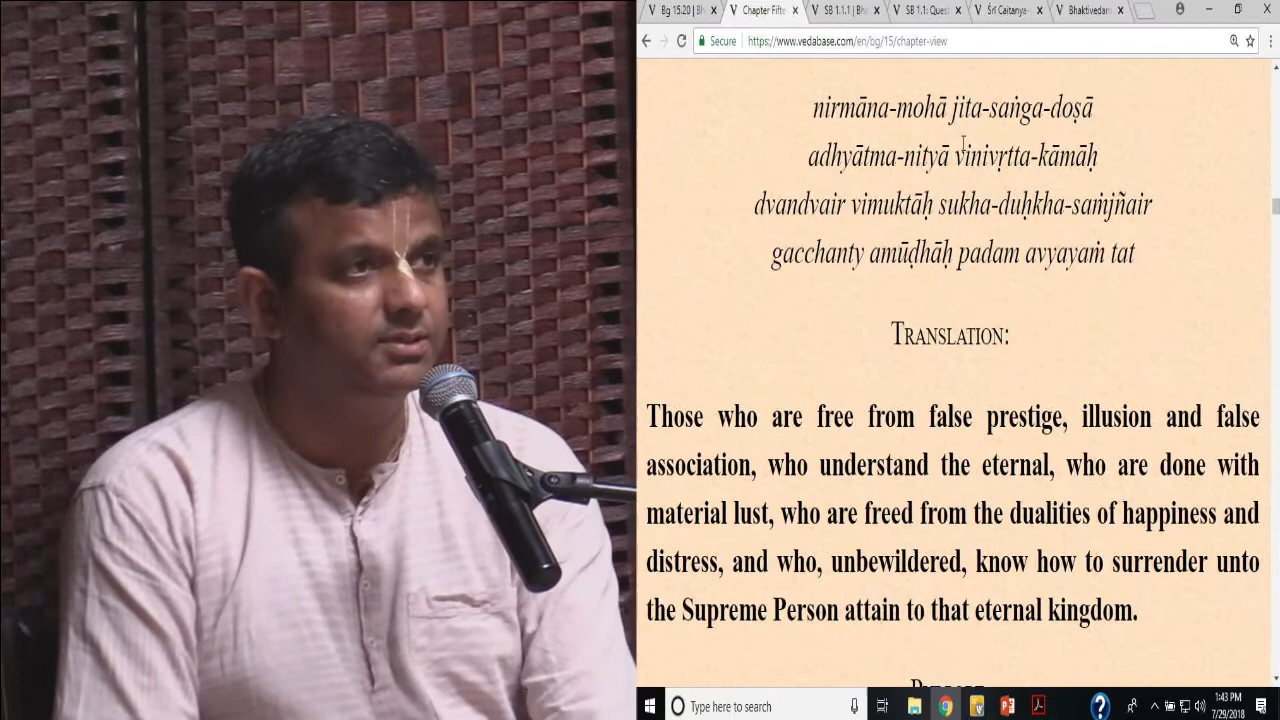 Bg 15.20 | Bh
Chapter Fift
SB 1.1.1 | Bha
SB 1.1: Ques
Śrī Caitanya-
Bhaktivedan
Secure
https://www.vedabase.com/en/bg/15/chapter-view
nirmāna-mohā jita-saṅga-doṣā
adhyātma-nityā vinivṛtta-kāmāḥ
dvandvair vimuktāḥ sukha-duḥkha-saṁjñair
gacchanty amūḍhāḥ padam avyayaṁ tat
Translation:
Those who are free from false prestige, illusion and false
association, who understand the eternal, who are done with
material lust, who are freed from the dualities of happiness and
distress, and who, unbewildered, know how to surrender unto
the Supreme Person attain to that eternal kingdom.
Type here to search
1:43 PM
7/29/2018